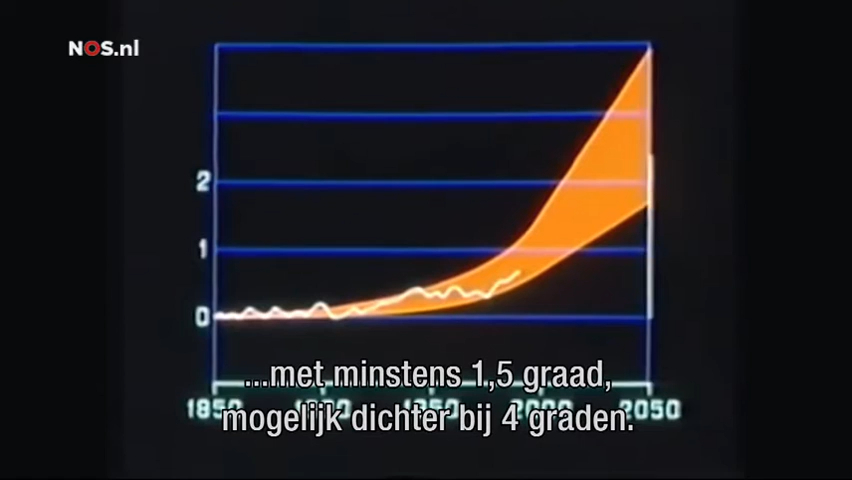 NOS.nl
2
1
0
1850
2050
...met minstens 1,5 graad,
mogelijk dichter bij 4 graden.